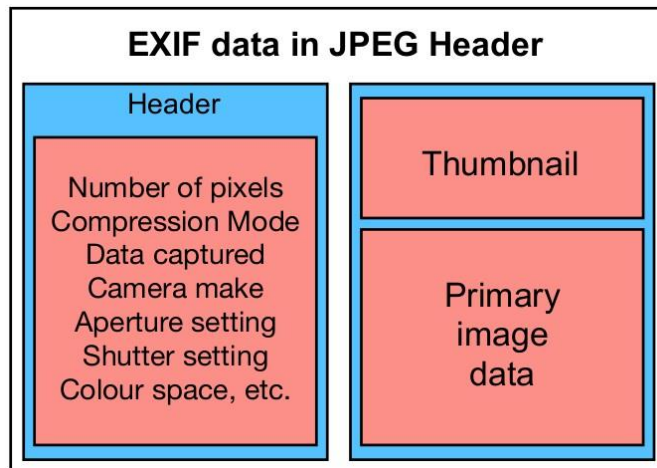 EXIF data in JPEG Header
Header
Number of pixels
Compression Mode
Data captured
Camera make
Aperture setting
Shutter setting
Colour space, etc.
Thumbnail
Primary
image
data